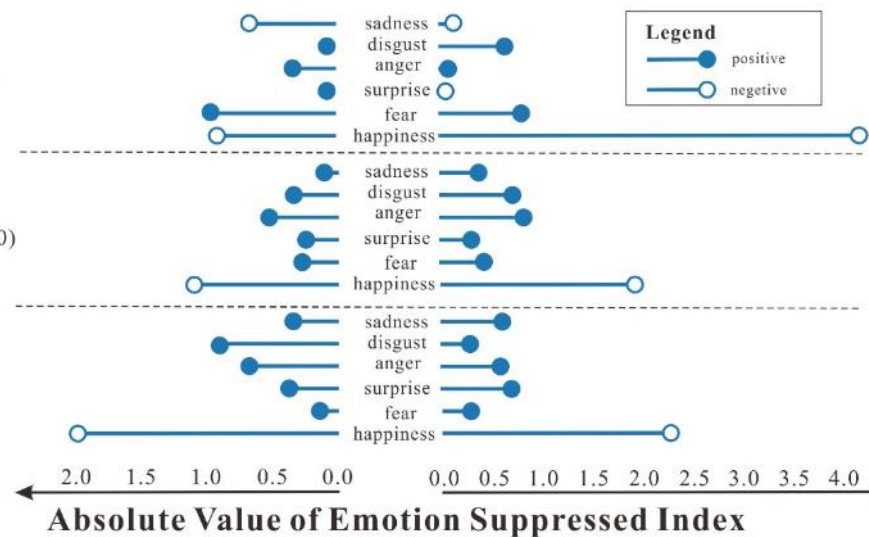 sadness
disgust
anger
surprise
fear
happiness
Legend
positive
negetive
sadness
disgust
anger
surprise
fear
happiness
0)
sadness
disgust
anger
surprise
fear
happiness
2.0 1.5 1.0 0.5 0.0 0.0 0.5 1.0 1.5 2.0 2.5 3.0 3.5 4.0
Absolute Value of Emotion Suppressed Index